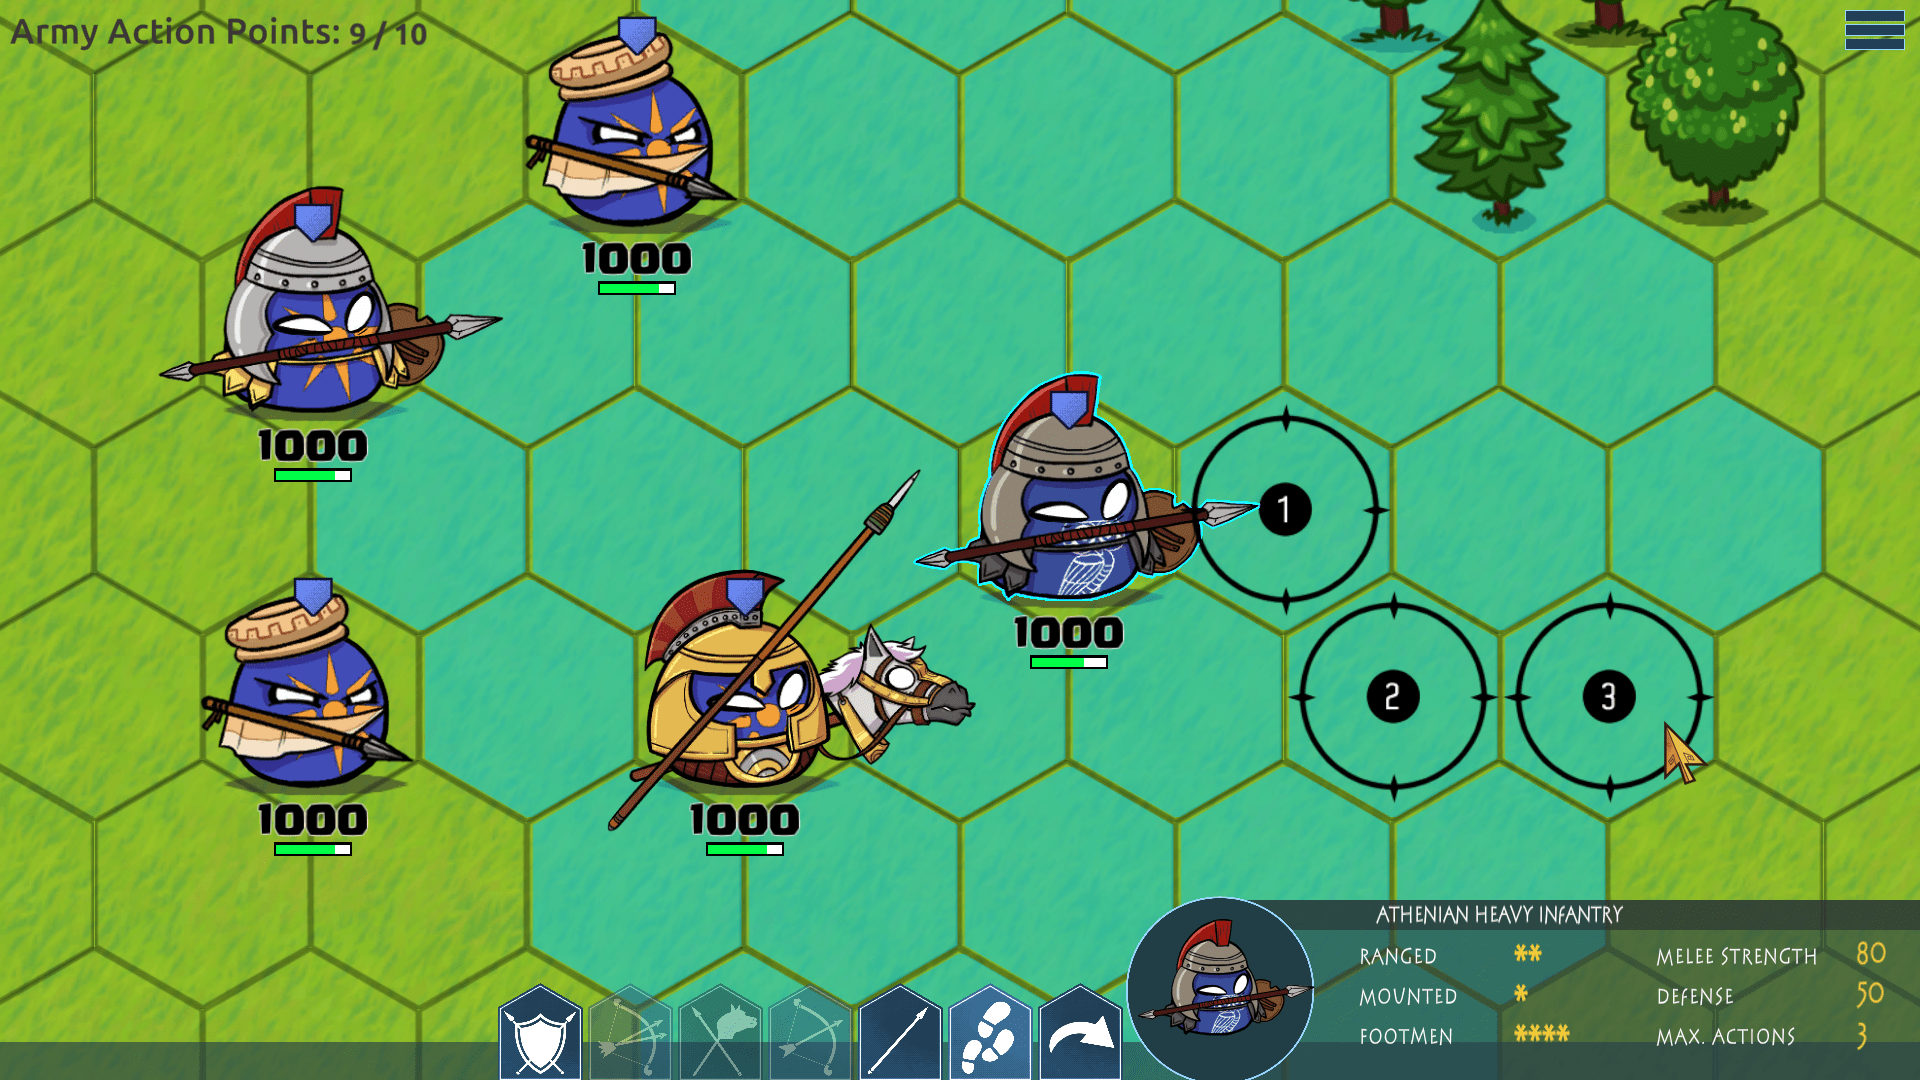 Army Action Points: 9 / 10
1000
1000
1
1000
2
3
1000
1000
ATHENIAN HEAVY INFANTRY
RANGED ** MELEE STRENGTH 80
MOUNTED * DEFENSE 50
FOOTMEN **** MAX. ACTIONS 3